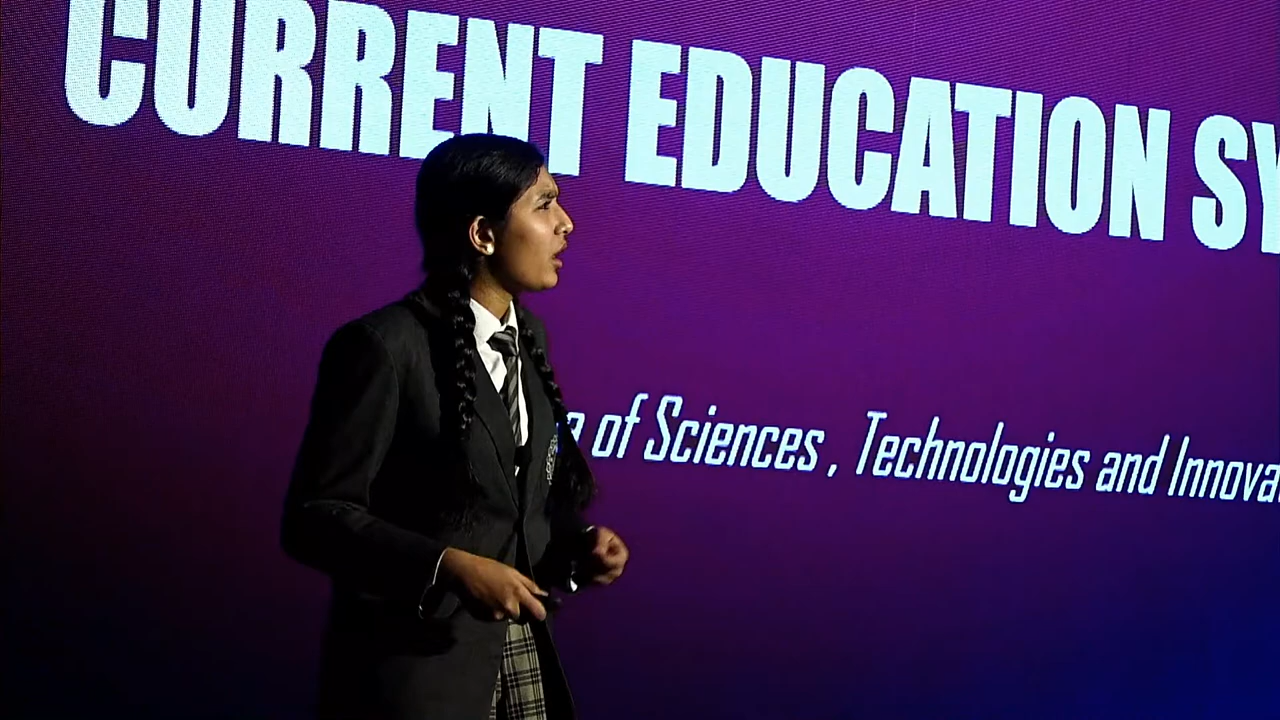 CURRENT EDUCATION SY
of Sciences , Technologies and Innova